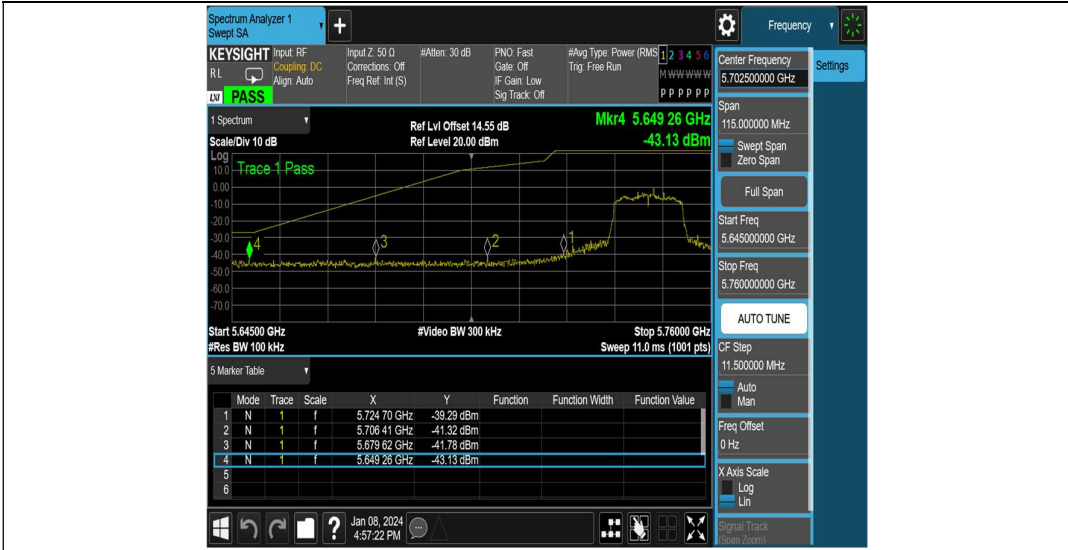 Spectrum Analyzer 1
Swept SA
+
Frequency
KEYSIGHT
RL
LXI PASS
Input: RF
Coupling: DC
Align: Auto
Input Z: 50 Ω
Corrections: Off
Freq Ref: Int (S)
#Atten: 30 dB
PNO: Fast
Gate: Off
IF Gain: Low
Sig Track: Off
#Avg Type: Power (RMS
Trig: Free Run
1 2 3 4 5 6
M W W W W W
P P P P P P
1 Spectrum
Scale/Div 10 dB
Ref Lvl Offset 14.55 dB
Ref Level 20.00 dBm
Mkr4 5.649 26 GHz
-43.13 dBm
Log
Trace 1 Pass
10.0
0.00
-10.0
-20.0
-30.0
-40.0
-50.0
-60.0
-70.0
4
3
2
1
Start 5.64500 GHz
#Video BW 300 kHz
Stop 5.76000 GHz
#Res BW 100 kHz
Sweep 11.0 ms (1001 pts)
5 Marker Table
Mode Trace Scale X Y Function Function Width Function Value
1 N 1 f 5.724 70 GHz -39.29 dBm
2 N 1 f 5.706 41 GHz -41.32 dBm
3 N 1 f 5.679 62 GHz -41.78 dBm
4 N 1 f 5.649 26 GHz -43.13 dBm
5
6
?
Jan 08, 2024
4:57:22 PM
Center Frequency
5.702500000 GHz
Settings
Span
115.000000 MHz
Swept Span
Zero Span
Full Span
Start Freq
5.645000000 GHz
Stop Freq
5.760000000 GHz
AUTO TUNE
CF Step
11.500000 MHz
Auto
Man
Freq Offset
0 Hz
X Axis Scale
Log
Lin
Signal Track
(Span Zoom)